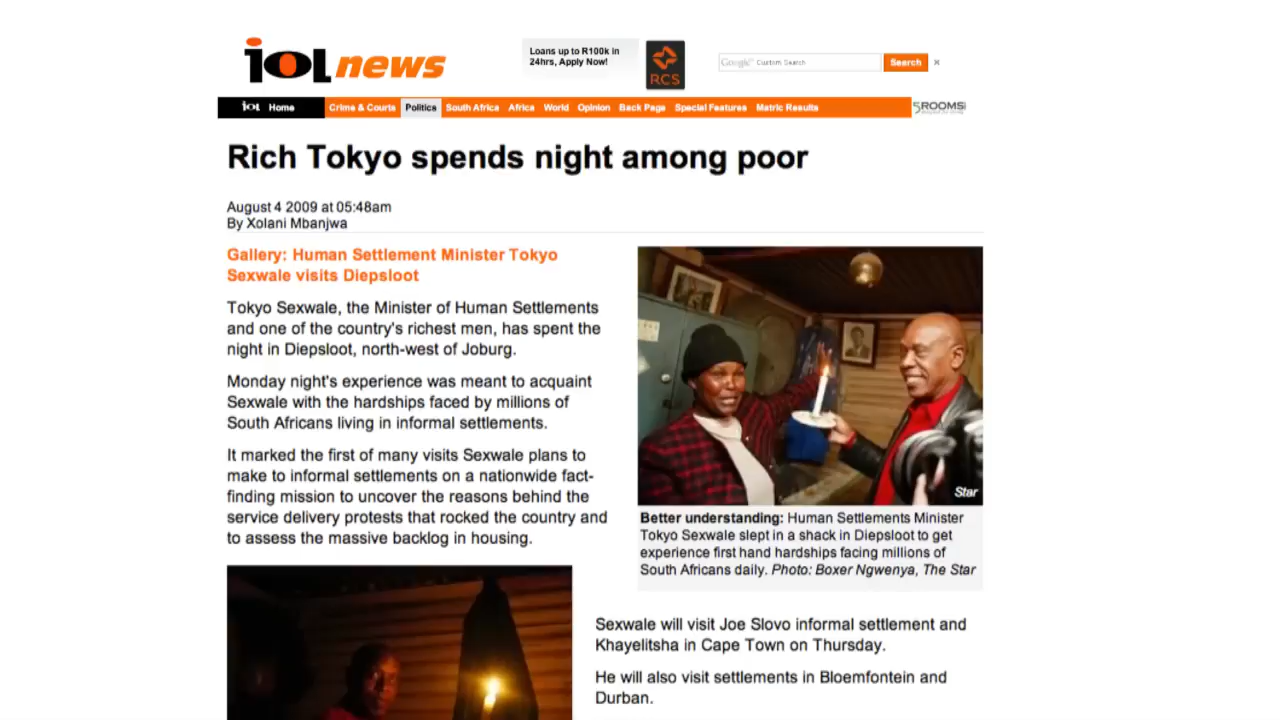 iOL news
Loans up to R100k in
24hrs, Apply Now!
RCS
Google™ Custom Search
Search
×
iOL Home
Crime & Courts
Politics
South Africa
Africa
World
Opinion
Back Page
Special Features
Matric Results
5ROOMS
Rich Tokyo spends night among poor
August 4 2009 at 05:48am
By Xolani Mbanjwa
Gallery: Human Settlement Minister Tokyo
Sexwale visits Diepsloot
Tokyo Sexwale, the Minister of Human Settlements
and one of the country's richest men, has spent the
night in Diepsloot, north-west of Joburg.
Monday night's experience was meant to acquaint
Sexwale with the hardships faced by millions of
South Africans living in informal settlements.
It marked the first of many visits Sexwale plans to
make to informal settlements on a nationwide fact-
finding mission to uncover the reasons behind the
service delivery protests that rocked the country and
to assess the massive backlog in housing.
Star
Better understanding: Human Settlements Minister
Tokyo Sexwale slept in a shack in Diepsloot to get
experience first hand hardships facing millions of
South Africans daily. Photo: Boxer Ngwenya, The Star
Sexwale will visit Joe Slovo informal settlement and
Khayelitsha in Cape Town on Thursday.
He will also visit settlements in Bloemfontein and
Durban.